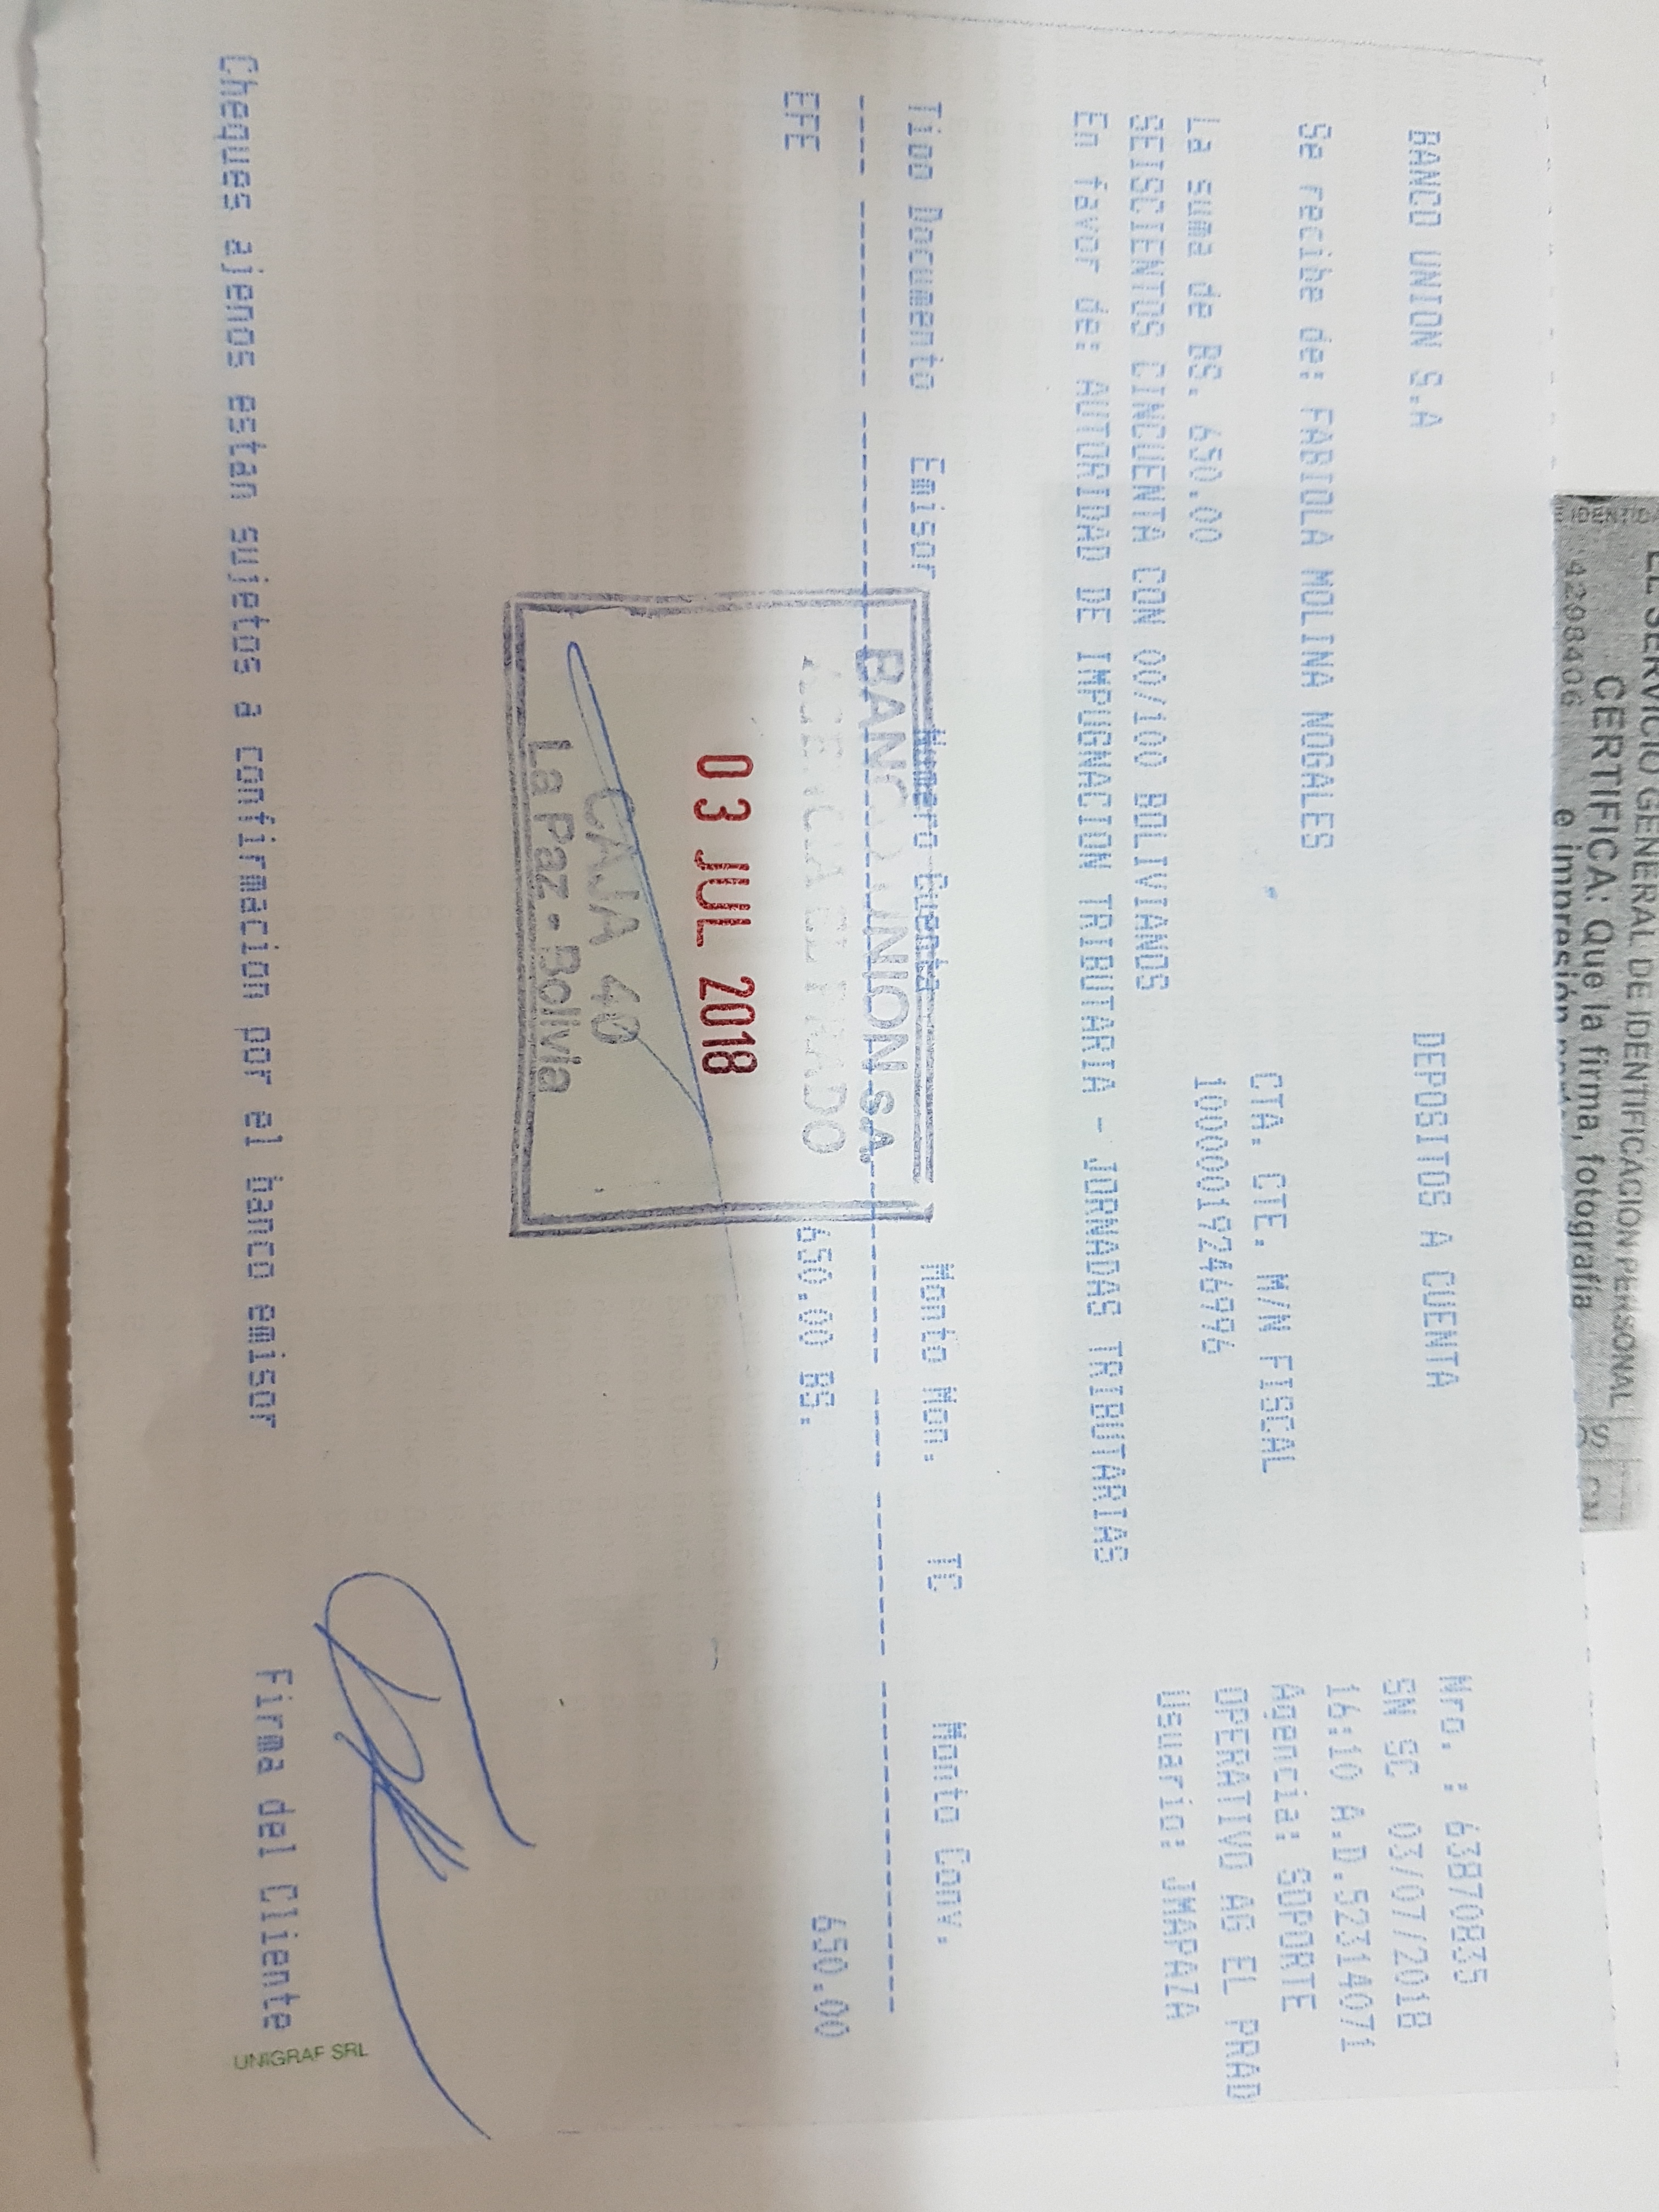 EL SERVICIO GENERAL DE IDENTIFICACION PERSONAL
CERTIFICA: Que la firma, fotografía
e impresión
4298406
BANCO UNION S.A DEPOSITOS A CUENTA Nro. : 63870835
SN SC 03/07/2018
Se recibe de: FABIOLA MOLINA NOGALES 16:10 A.D.52314071
CTA. CTE. M/N FISCAL Agencia: SOPORTE
La suma de BS. 650.00 10000019246996 OPERATIVO AG EL PRAD
SEISCIENTOS CINCUENTA CON 00/100 BOLIVIANOS Usuario: JMAPAZA
En favor de: AUTORIDAD DE IMPUGNACION TRIBUTARIA - JORNADAS TRIBUTARIAS
Tipo Documento Emisor Numero Cuenta Monto Mon. TC Monto Conv.
EFE 650.00 BS. 650.00
BANCO UNION S.A.
AGENCIA EL PRADO
03 JUL 2018
CAJA 40
La Paz - Bolivia
Cheques ajenos estan sujetos a confirmacion por el banco emisor Firma del Cliente
UNIGRAF SRL